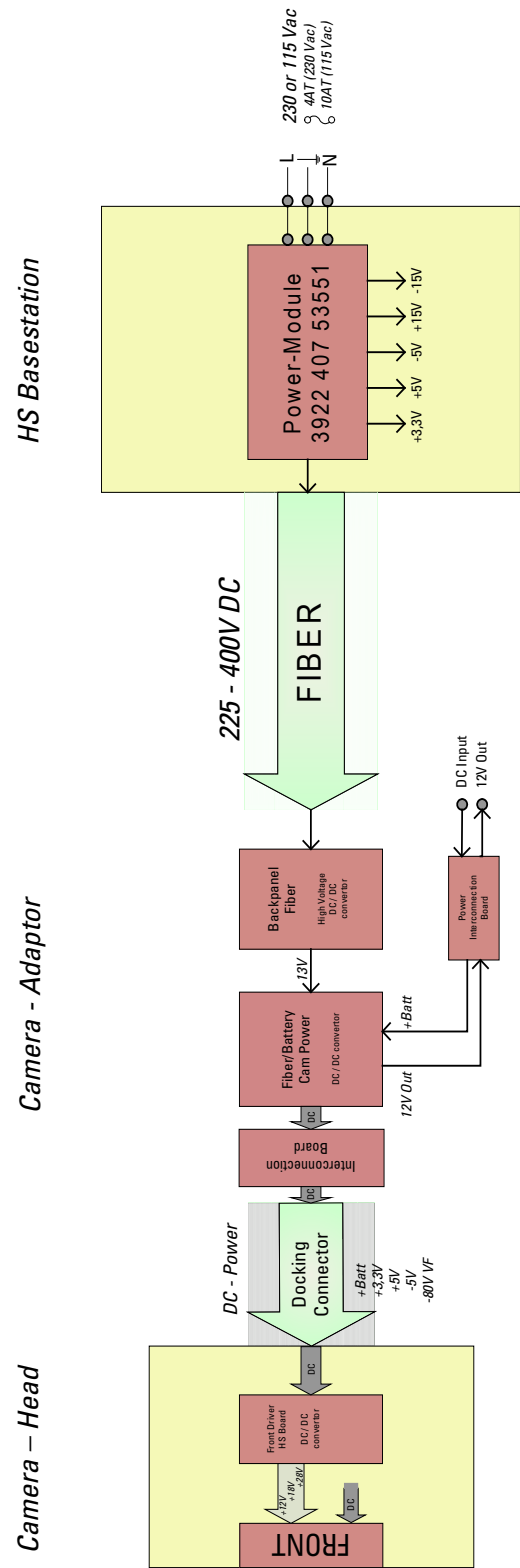 Camera – Head
Camera - Adaptor
HS Basestation
FRONT
DC
+12V
+18V
+28V
Front Driver
HS Board
DC / DC
convertor
DC
DC - Power
Docking
Connector
+Batt
+3,3V
+5V
-5V
-80V VF
DC
Interconnection
Board
DC
Fiber/Battery
Cam Power
DC / DC convertor
12V Out
+Batt
13V
Backpanel
Fiber
High Voltage
DC / DC
convertor
Power
Interconnection
Board
DC Input
12V Out
225 - 400V DC
FIBER
Power-Module
3922 407 53551
+3,3V
+5V
-5V
+15V
-15V
L
N
230 or 115 Vac
4AT (230 Vac)
10AT (115 Vac)